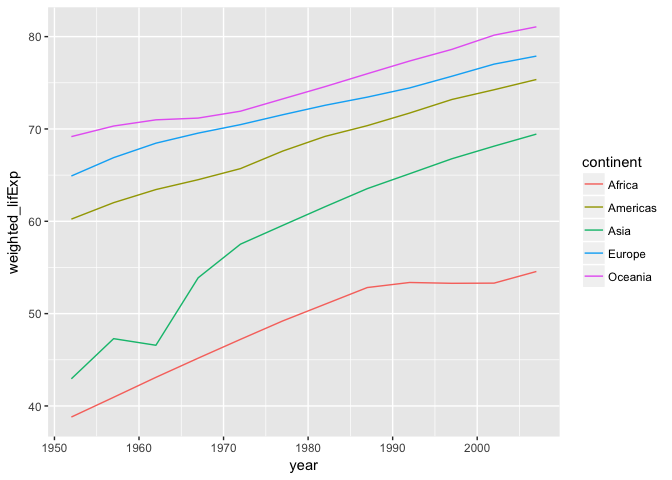 80
70
60
50
40
weighted_lifExp
1950 1960 1970 1980 1990 2000
year
continent
Africa
Americas
Asia
Europe
Oceania